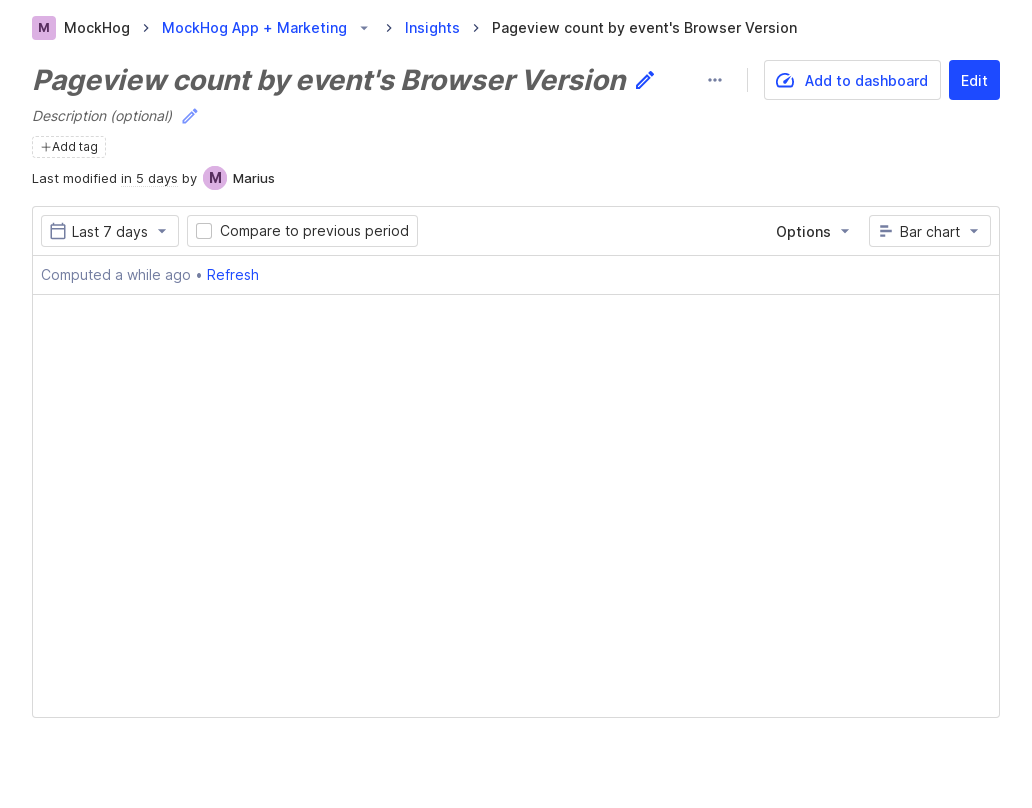 M MockHog MockHog App + Marketing Insights Pageview count by event's Browser Version
Pageview count by event's Browser Version
Add to dashboard
Edit
Description (optional)
Add tag
Last modified in 5 days by M Marius
Last 7 days
Compare to previous period
Options
Bar chart
Computed a while ago • Refresh